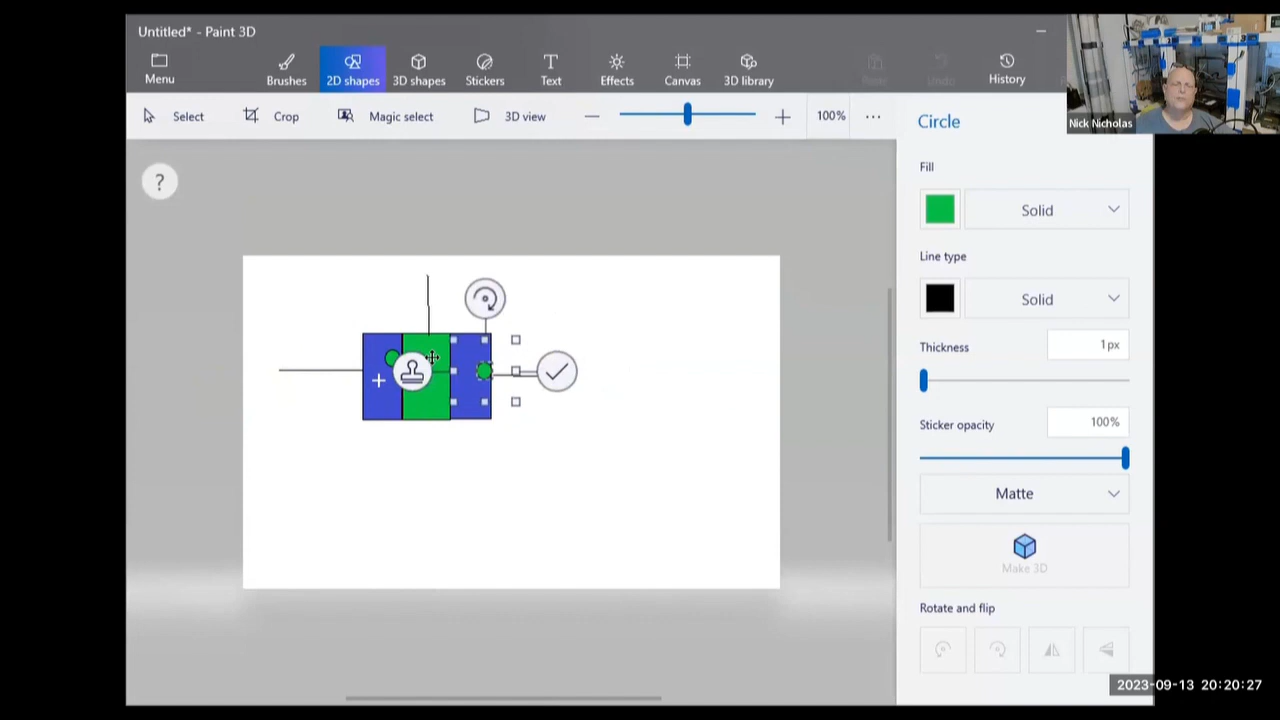 Untitled* - Paint 3D
Menu
Brushes
2D shapes
3D shapes
Stickers
Text
Effects
Canvas
3D library
Undo
History
Select
Crop
Magic select
3D view
100%
...
Circle
Nick Nicholas
?
Fill
Solid
Line type
Solid
Thickness
1px
Sticker opacity
100%
Matte
Make 3D
Rotate and flip
2023-09-13 20:20:27